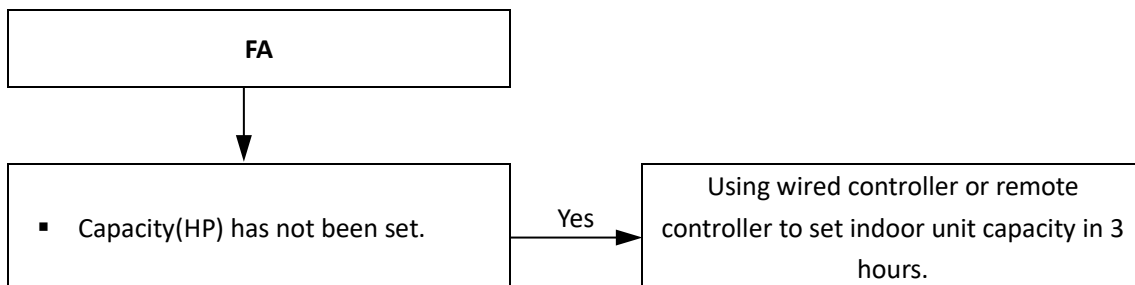 FA
▪ Capacity(HP) has not been set.
Yes
Using wired controller or remote
controller to set indoor unit capacity in 3
hours.